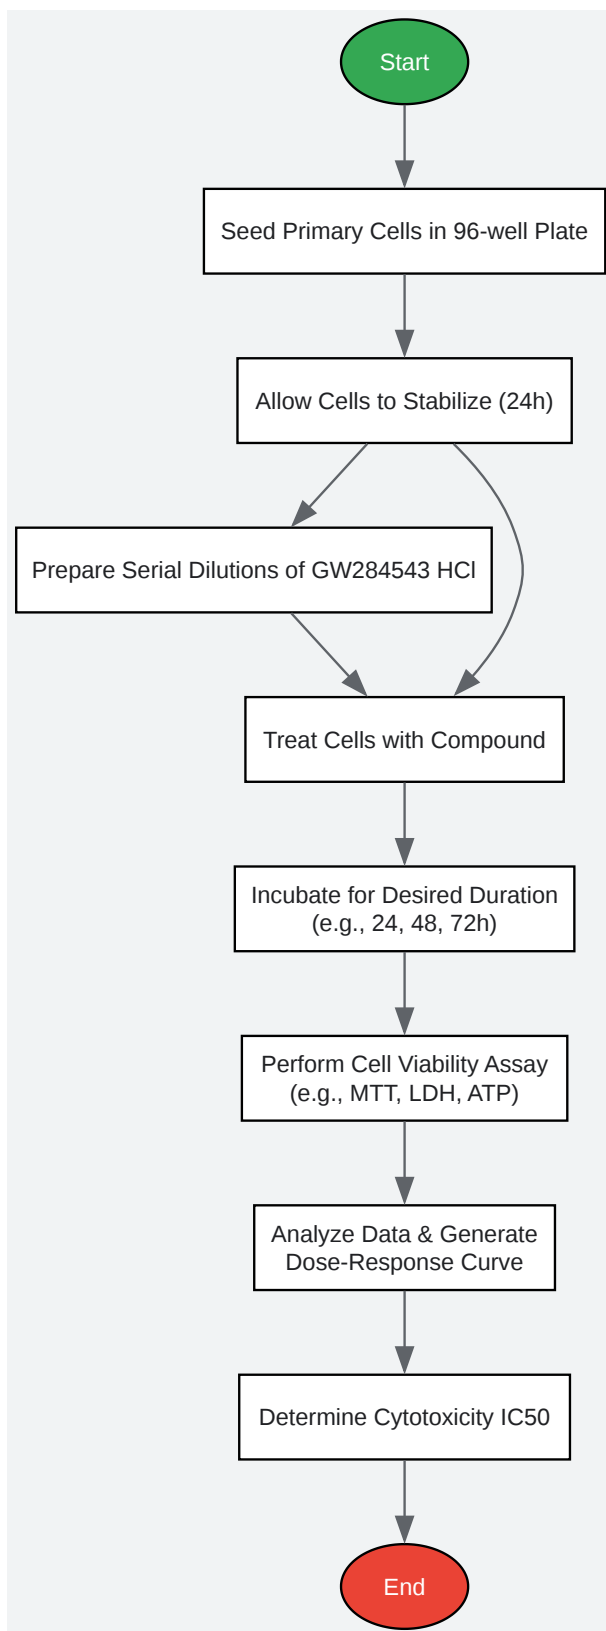 Start
Seed Primary Cells in 96-well Plate
Allow Cells to Stabilize (24h)
Prepare Serial Dilutions of GW284543 HCl
Treat Cells with Compound
Incubate for Desired Duration
(e.g., 24, 48, 72h)
Perform Cell Viability Assay
(e.g., MTT, LDH, ATP)
Analyze Data & Generate
Dose-Response Curve
Determine Cytotoxicity IC50
End